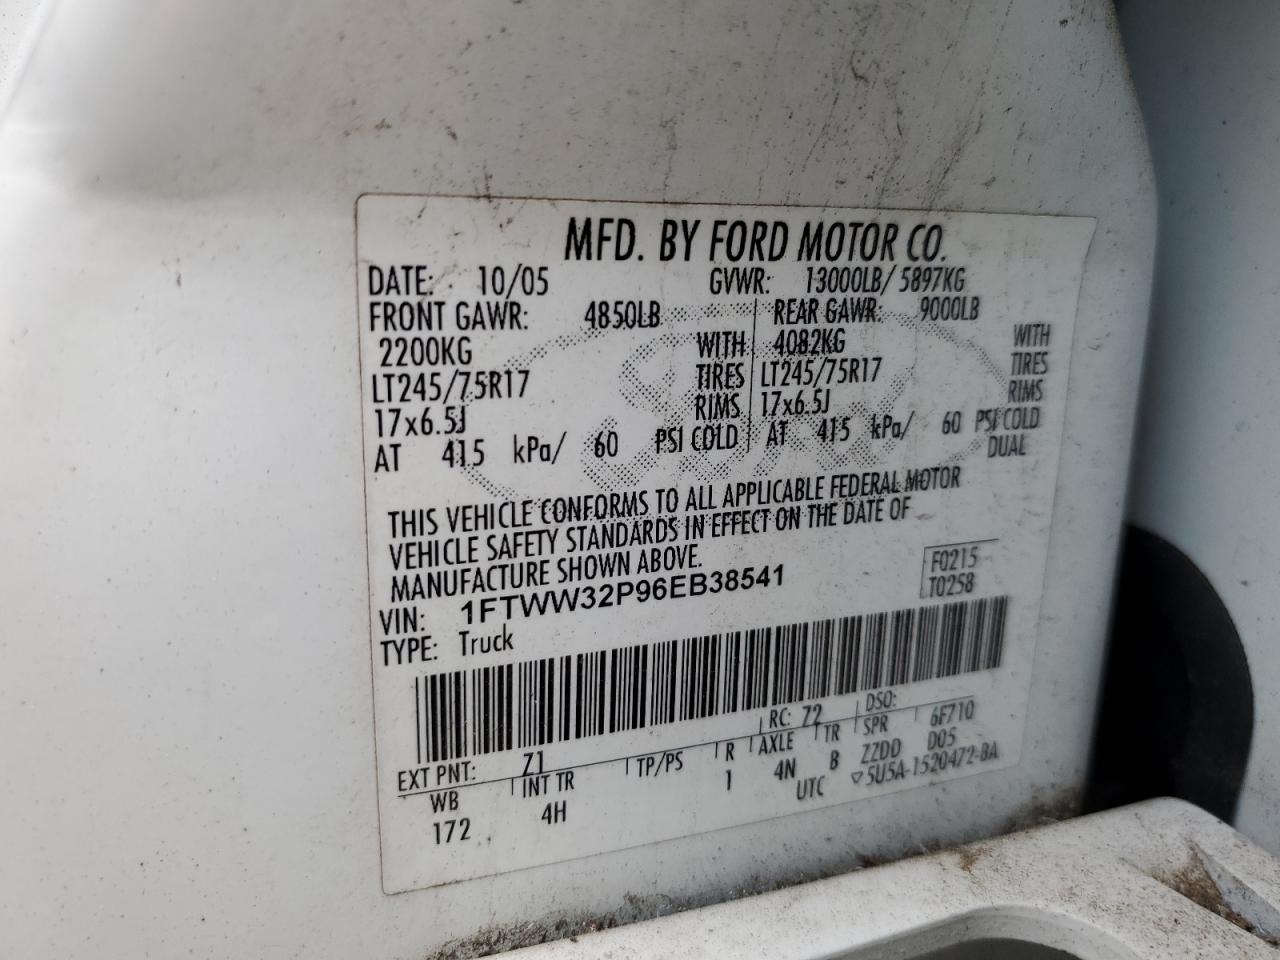 MFD. BY FORD MOTOR CO.
DATE: 10/05 GVWR: 13000LB/ 5897KG
FRONT GAWR: 4850LB REAR GAWR: 9000LB
2200KG WITH 4082KG WITH
LT245/75R17 TIRES LT245/75R17 TIRES
17x6.5J RIMS 17x6.5J RIMS
AT 415 kPa/ 60 PSI COLD AT 415 kPa/ 60 PSI COLD
DUAL
THIS VEHICLE CONFORMS TO ALL APPLICABLE FEDERAL MOTOR
VEHICLE SAFETY STANDARDS IN EFFECT ON THE DATE OF
MANUFACTURE SHOWN ABOVE.
F0215
VIN: 1FTWW32P96EB38541 T0258
TYPE: Truck
RC: 72 DSO:
EXT PNT: Z1 6F710
WB INT TR TP/PS R AXLE TR SPR D05
172 4H 1 4N B ZZDD
UTC ▽5U5A-1520472-BA